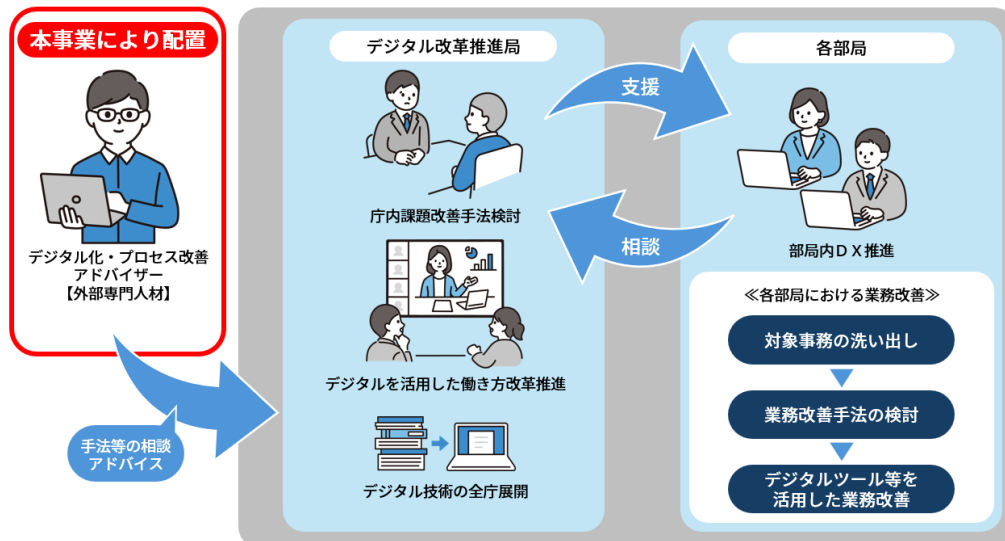 本事業により配置
デジタル化・プロセス改善
アドバイザー
【外部専門人材】
手法等の相談
アドバイス
デジタル改革推進局
庁内課題改善手法検討
デジタルを活用した働き方改革推進
デジタル技術の全庁展開
支援
相談
各部局
部局内ＤＸ推進
≪各部局における業務改善≫
対象事務の洗い出し
業務改善手法の検討
デジタルツール等を
活用した業務改善